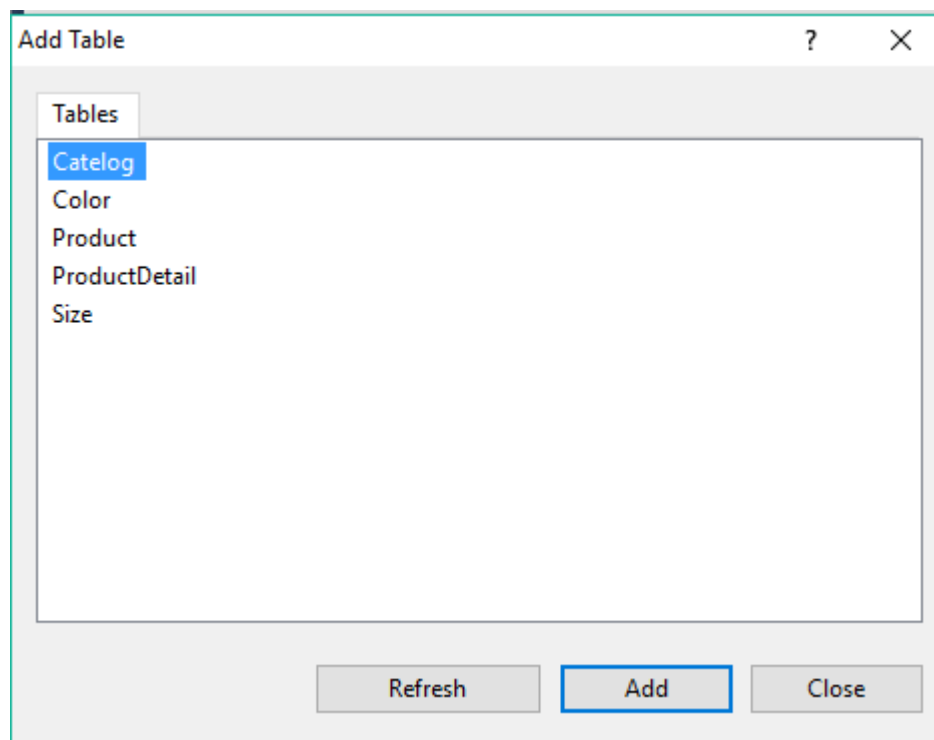 Add Table ?
Tables
Catelog
Color
Product
ProductDetail
Size
Refresh Add Close